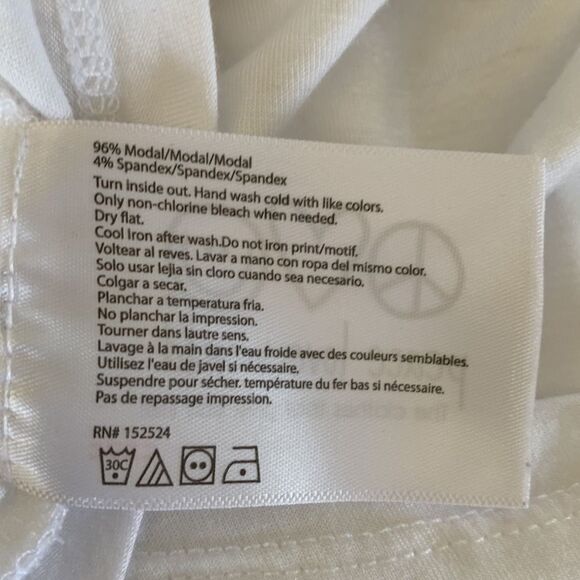 96% Modal/Modal/Modal
4% Spandex/Spandex/Spandex
Turn inside out. Hand wash cold with like colors.
Only non-chlorine bleach when needed.
Dry flat.
Cool Iron after wash.Do not iron print/motif.
Voltear al reves. Lavar a mano con ropa del mismo color.
Solo usar lejia sin cloro cuando sea necesario.
Colgar a secar.
Planchar a temperatura fria.
No planchar la impresión.
Tourner dans lautre sens.
Lavage à la main dans l'eau froide avec des couleurs semblables.
Utilisez l'eau de javel si nécessaire.
Suspendre pour sécher. température du fer bas si nécessaire.
Pas de repassage impression.
RN# 152524
30C